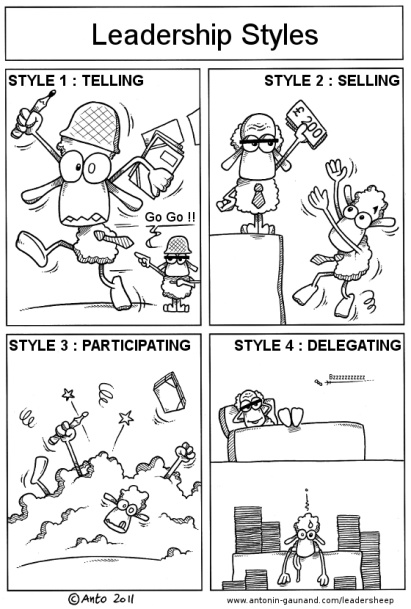 Leadership Styles
STYLE 1 : TELLING
STYLE 2 : SELLING
£ 200
Go Go !!
STYLE 3 : PARTICIPATING
STYLE 4 : DELEGATING
Bzzzzzzzzzzz
© Anto 2011
www.antonin-gaunand.com/leadersheep